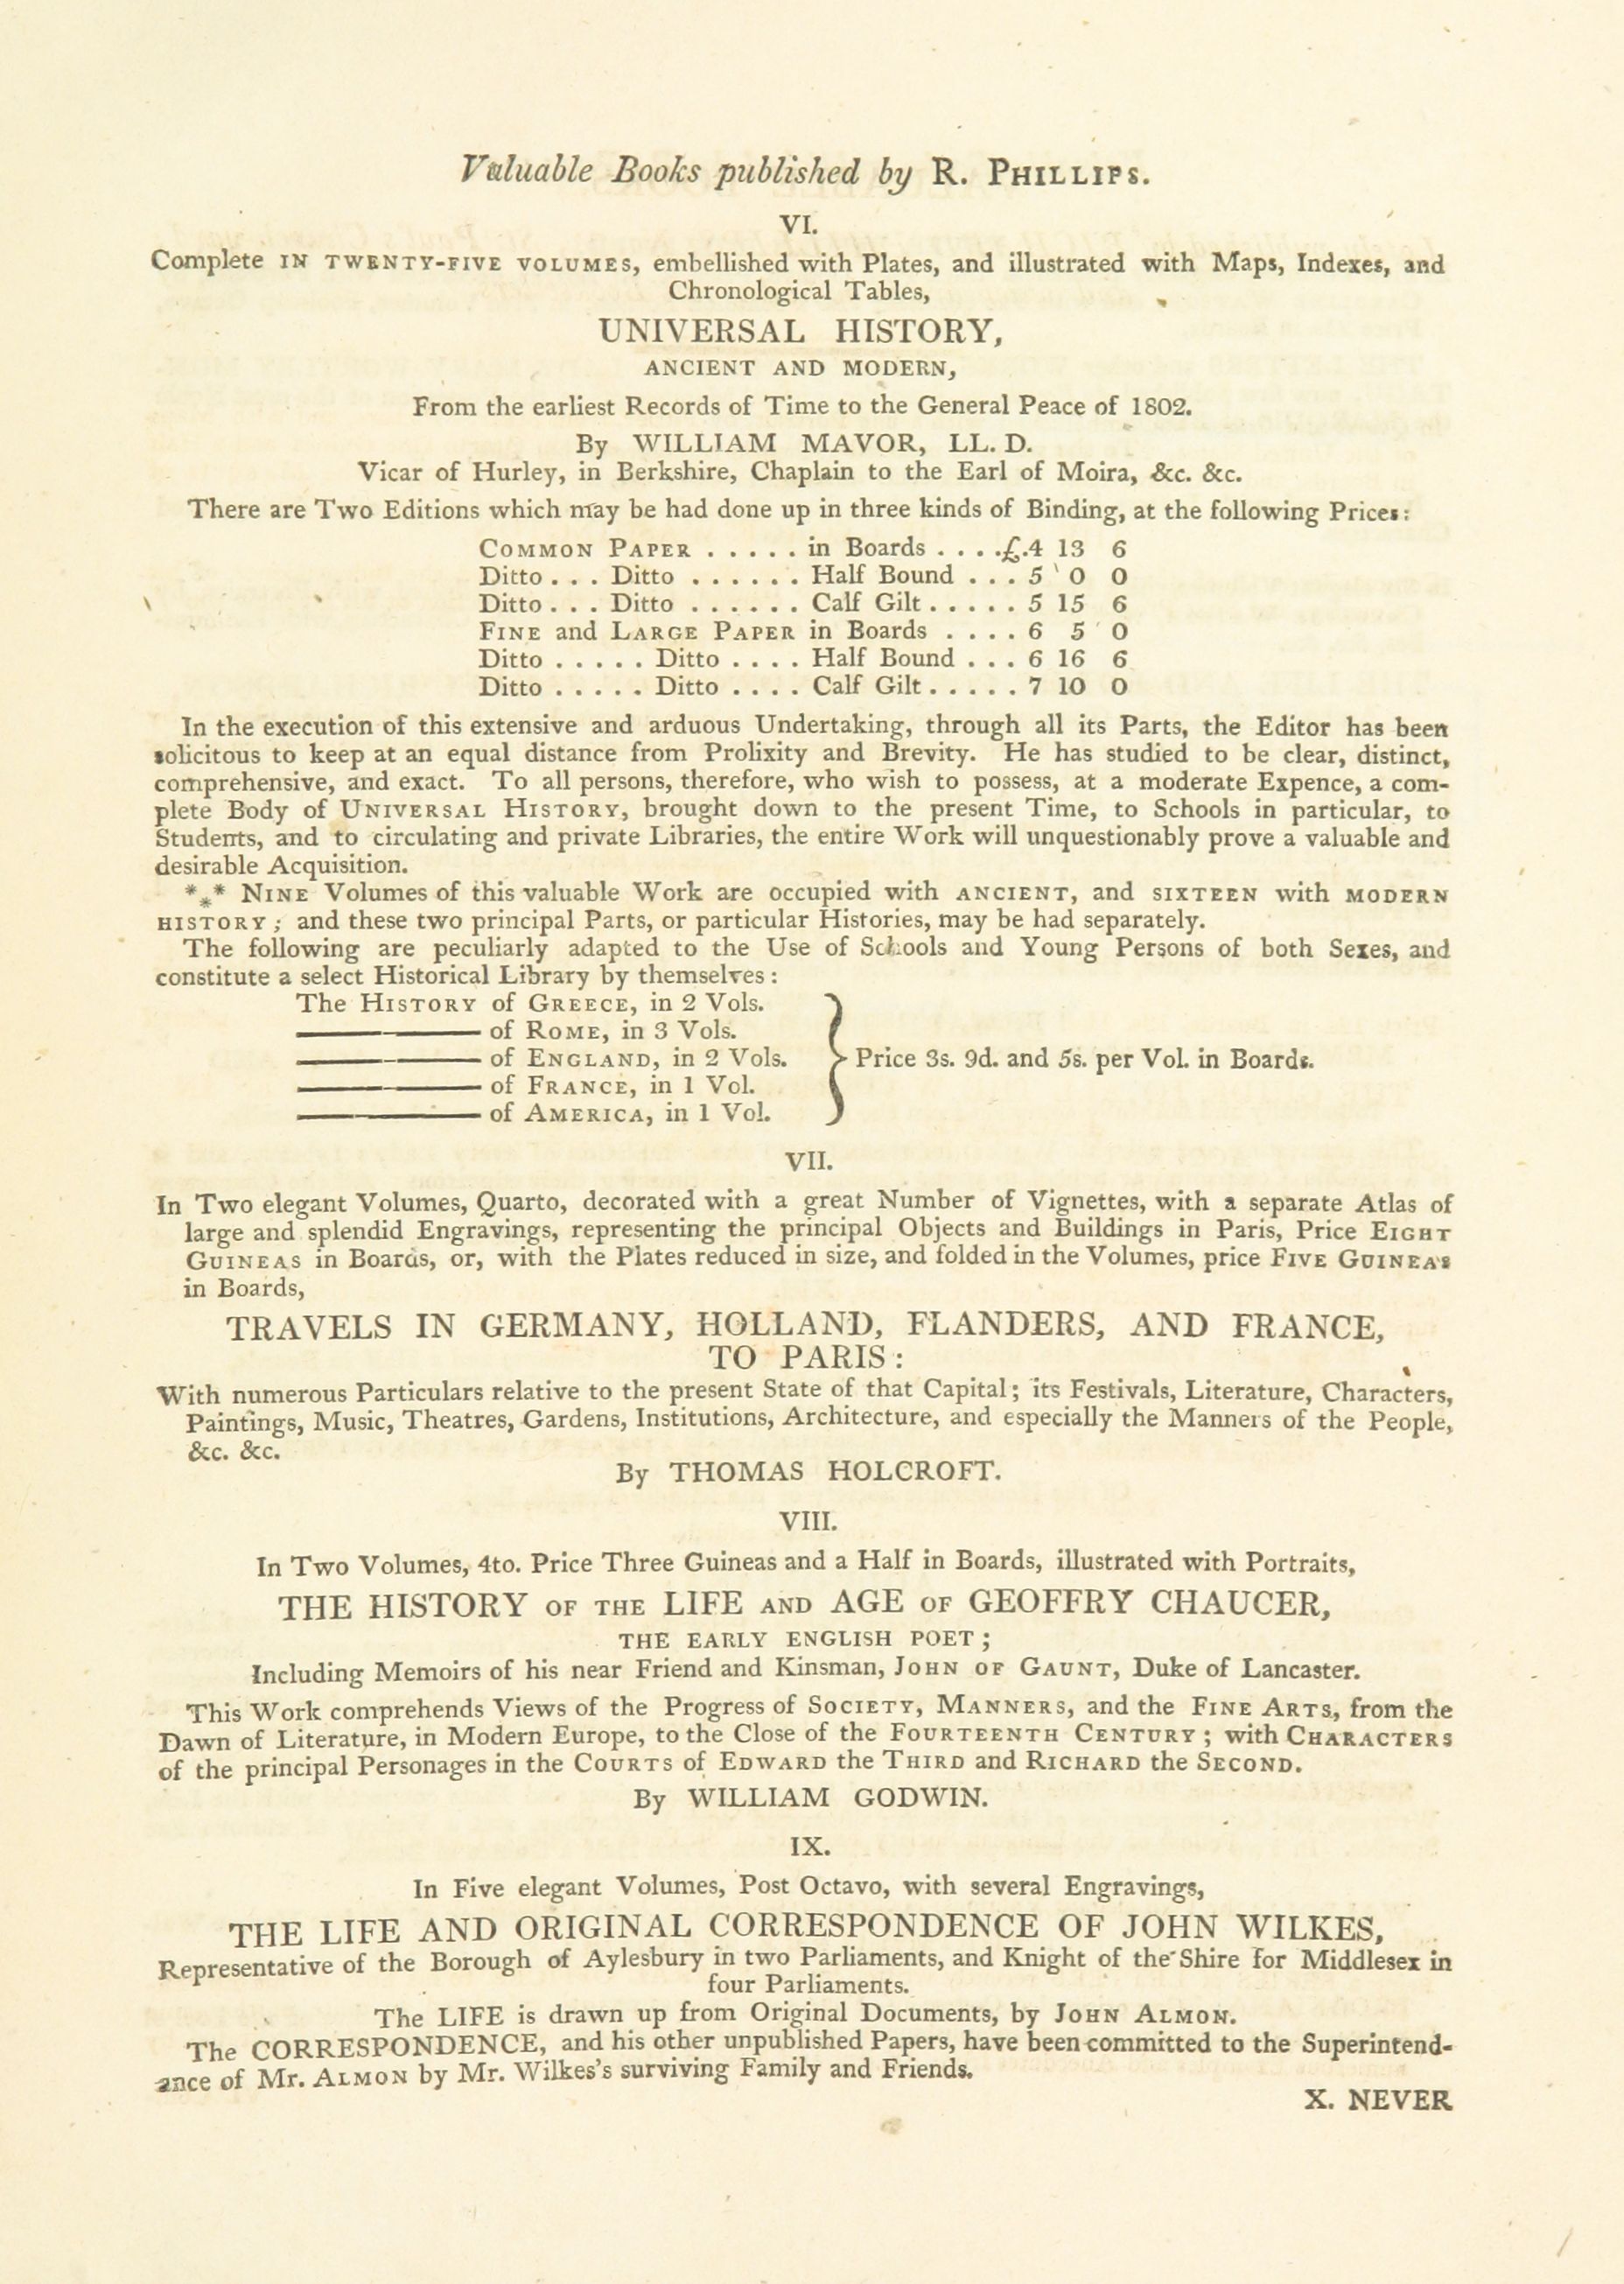 Valuable Books published by R. PHILLIPS.
VI.
Complete IN TWENTY-FIVE VOLUMES, embellished with Plates, and illustrated with Maps, Indexes, and
Chronological Tables,
UNIVERSAL HISTORY,
ANCIENT AND MODERN,
From the earliest Records of Time to the General Peace of 1802.
By WILLIAM MAVOR, LL. D.
Vicar of Hurley, in Berkshire, Chaplain to the Earl of Moira, &c. &c.
There are Two Editions which may be had done up in three kinds of Binding, at the following Prices:
COMMON PAPER . . . . . in Boards . . . .£.4 13 6
Ditto . . . Ditto . . . . . . Half Bound . . . 5 0 0
Ditto . . . Ditto . . . . . . Calf Gilt . . . . . 5 15 6
FINE and LARGE PAPER in Boards . . . . 6 5 0
Ditto . . . . . Ditto . . . . Half Bound . . . 6 16 6
Ditto . . . . . Ditto . . . . Calf Gilt . . . . . 7 10 0
In the execution of this extensive and arduous Undertaking, through all its Parts, the Editor has been
solicitous to keep at an equal distance from Prolixity and Brevity. He has studied to be clear, distinct,
comprehensive, and exact. To all persons, therefore, who wish to possess, at a moderate Expence, a com-
plete Body of UNIVERSAL HISTORY, brought down to the present Time, to Schools in particular, to
Students, and to circulating and private Libraries, the entire Work will unquestionably prove a valuable and
desirable Acquisition.
*⁎* NINE Volumes of this valuable Work are occupied with ANCIENT, and SIXTEEN with MODERN
HISTORY; and these two principal Parts, or particular Histories, may be had separately.
The following are peculiarly adapted to the Use of Schools and Young Persons of both Sexes, and
constitute a select Historical Library by themselves:
The HISTORY of GREECE, in 2 Vols.
——— of ROME, in 3 Vols.
——— of ENGLAND, in 2 Vols. } Price 3s. 9d. and 5s. per Vol. in Boards.
——— of FRANCE, in 1 Vol.
——— of AMERICA, in 1 Vol.
VII.
In Two elegant Volumes, Quarto, decorated with a great Number of Vignettes, with a separate Atlas of
large and splendid Engravings, representing the principal Objects and Buildings in Paris, Price EIGHT
GUINEAS in Boards, or, with the Plates reduced in size, and folded in the Volumes, price FIVE GUINEAS
in Boards,
TRAVELS IN GERMANY, HOLLAND, FLANDERS, AND FRANCE,
TO PARIS:
With numerous Particulars relative to the present State of that Capital; its Festivals, Literature, Characters,
Paintings, Music, Theatres, Gardens, Institutions, Architecture, and especially the Manners of the People,
&c. &c.
By THOMAS HOLCROFT.
VIII.
In Two Volumes, 4to. Price Three Guineas and a Half in Boards, illustrated with Portraits,
THE HISTORY OF THE LIFE AND AGE OF GEOFFRY CHAUCER,
THE EARLY ENGLISH POET;
Including Memoirs of his near Friend and Kinsman, JOHN OF GAUNT, Duke of Lancaster.
This Work comprehends Views of the Progress of SOCIETY, MANNERS, and the FINE ARTS, from the
Dawn of Literature, in Modern Europe, to the Close of the FOURTEENTH CENTURY; with CHARACTERS
of the principal Personages in the COURTS of EDWARD the THIRD and RICHARD the SECOND.
By WILLIAM GODWIN.
IX.
In Five elegant Volumes, Post Octavo, with several Engravings,
THE LIFE AND ORIGINAL CORRESPONDENCE OF JOHN WILKES,
Representative of the Borough of Aylesbury in two Parliaments, and Knight of the Shire for Middlesex in
four Parliaments.
The LIFE is drawn up from Original Documents, by JOHN ALMON.
The CORRESPONDENCE, and his other unpublished Papers, have been committed to the Superintend-
ance of Mr. ALMON by Mr. Wilkes's surviving Family and Friends.
X. NEVER